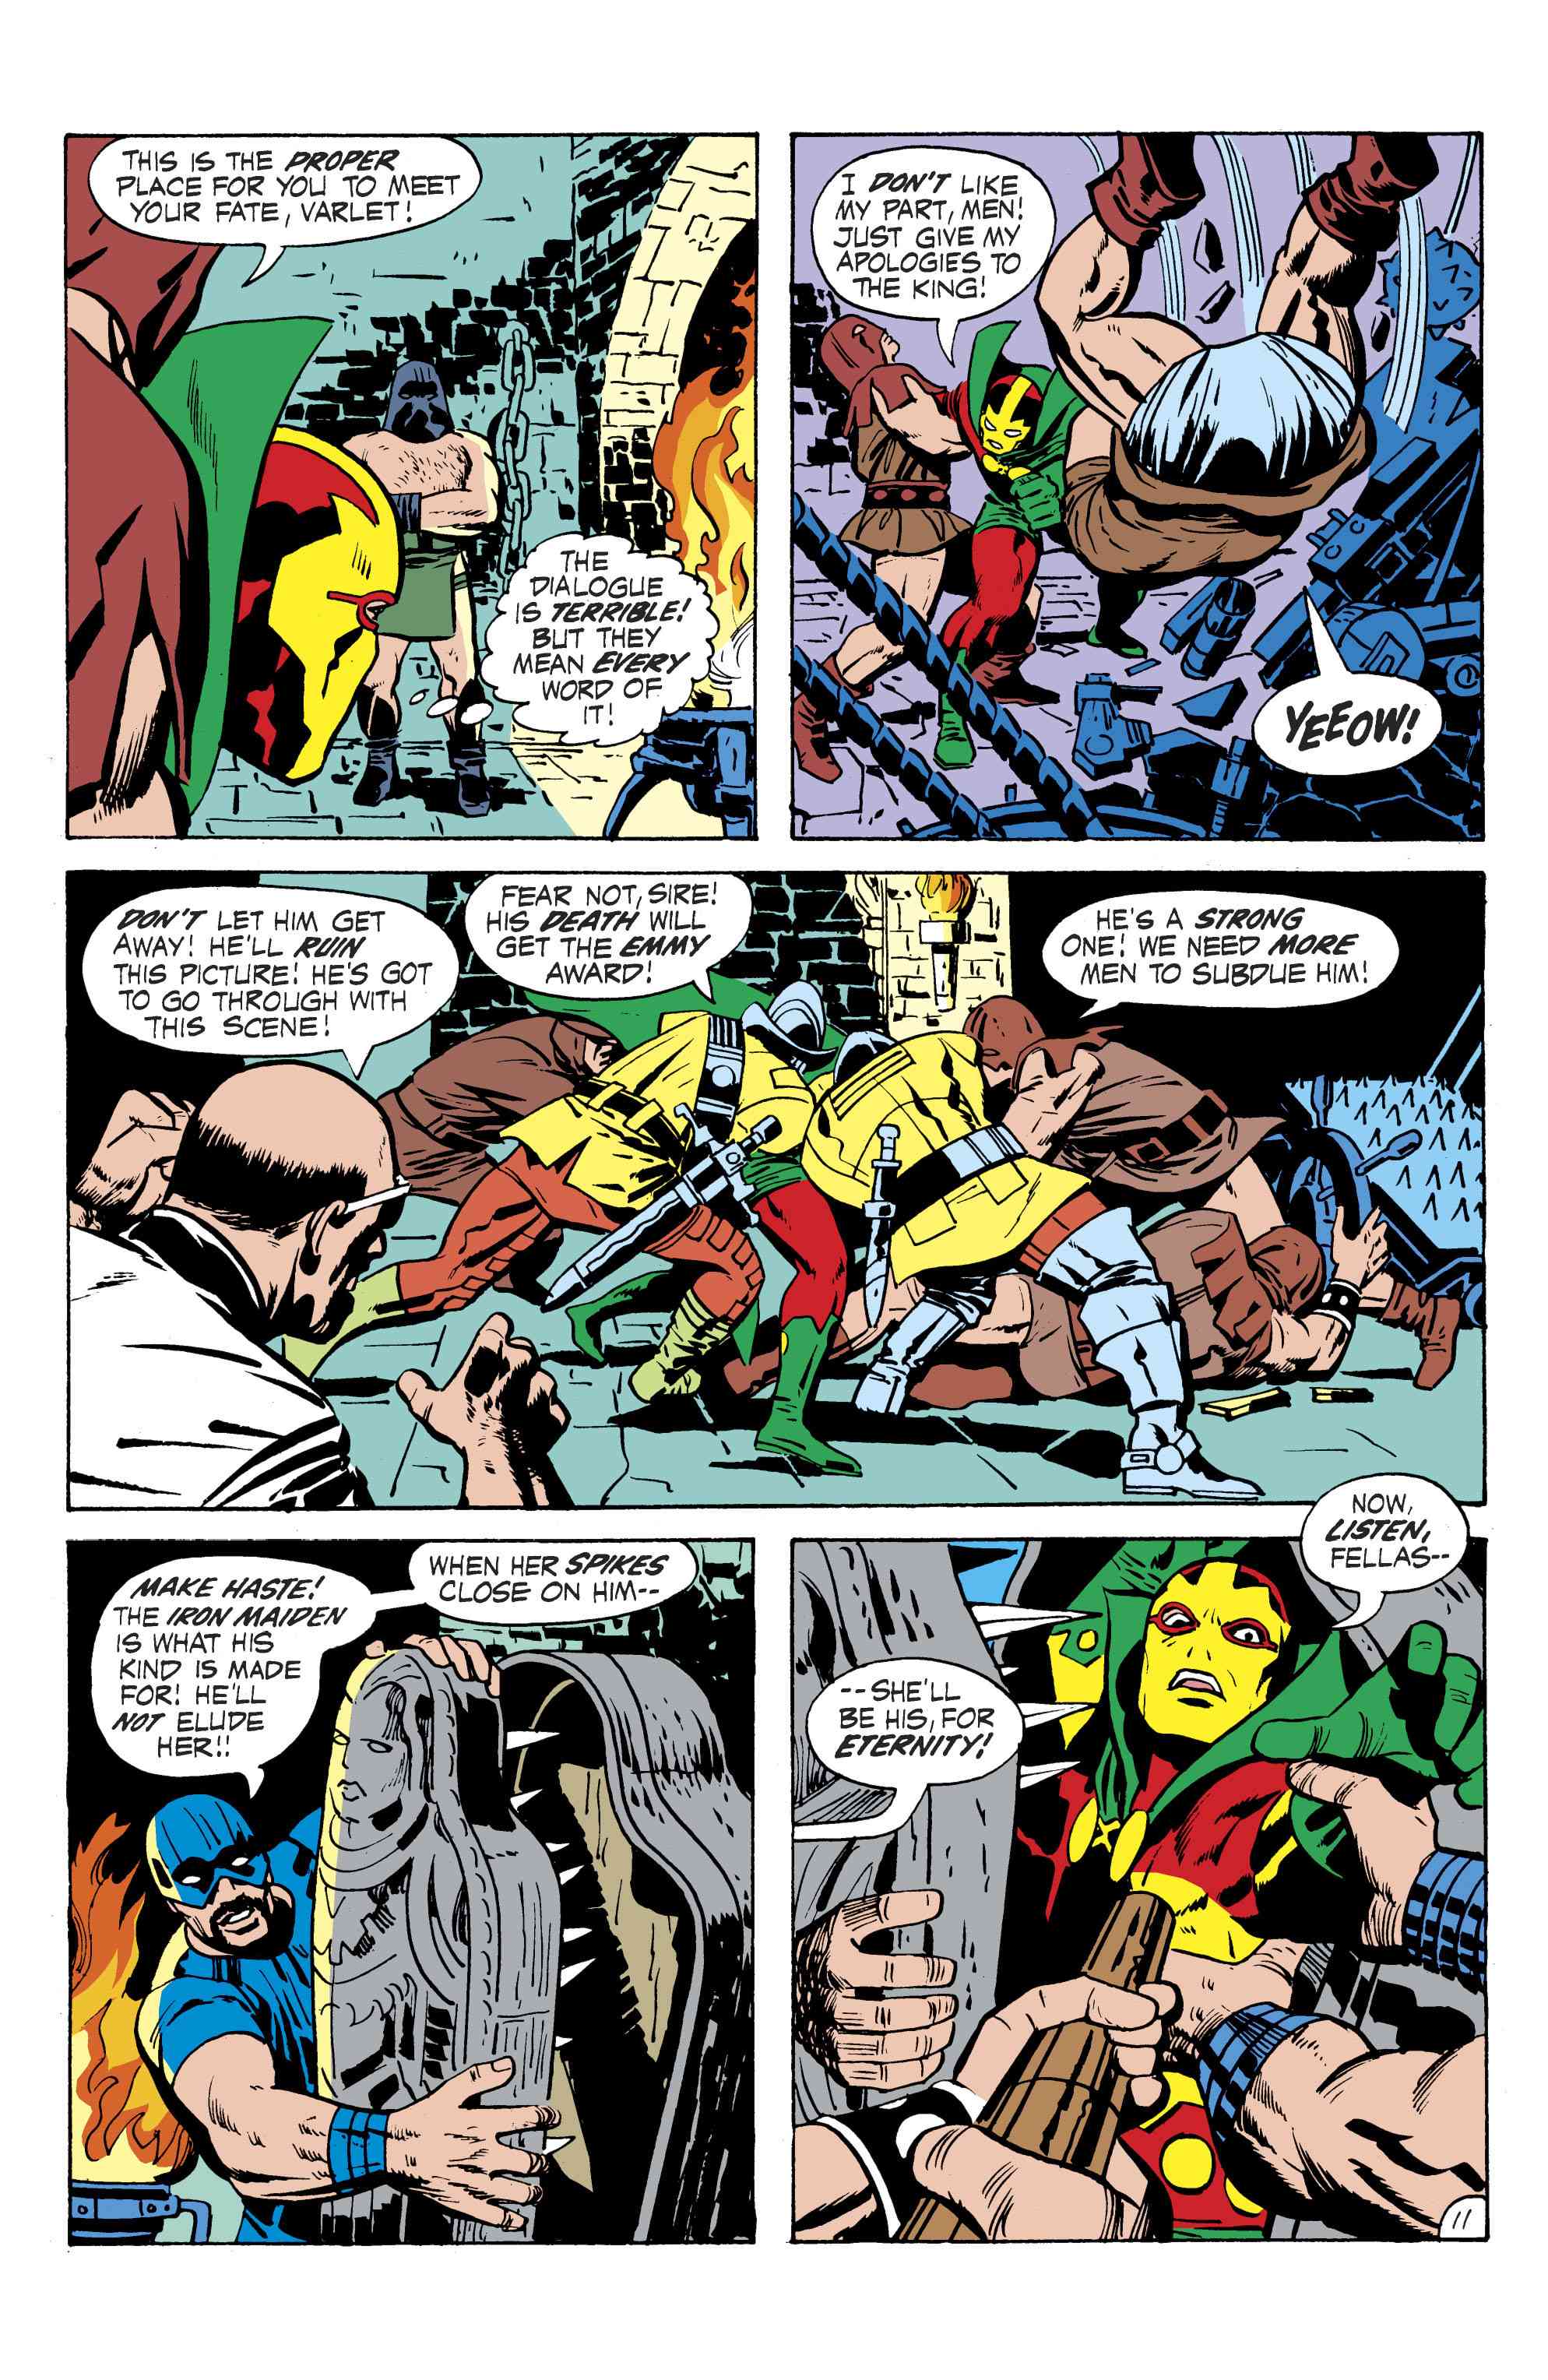 THIS IS THE PROPER
PLACE FOR YOU TO MEET
YOUR FATE, VARLET!
THE
DIALOGUE
IS TERRIBLE!
BUT THEY
MEAN EVERY
WORD OF
IT!
I DON'T LIKE
MY PART, MEN!
JUST GIVE MY
APOLOGIES TO
THE KING!
YEEOW!
DON'T LET HIM GET
AWAY! HE'LL RUIN
THIS PICTURE! HE'S GOT
TO GO THROUGH WITH
THIS SCENE!
FEAR NOT, SIRE!
HIS DEATH WILL
GET THE EMMY
AWARD!
HE'S A STRONG
ONE! WE NEED MORE
MEN TO SUBDUE HIM!
MAKE HASTE!
THE IRON MAIDEN
IS WHAT HIS
KIND IS MADE
FOR! HE'LL
NOT ELUDE
HER!!
WHEN HER SPIKES
CLOSE ON HIM--
NOW,
LISTEN,
FELLAS--
--SHE'LL
BE HIS, FOR
ETERNITY!
11